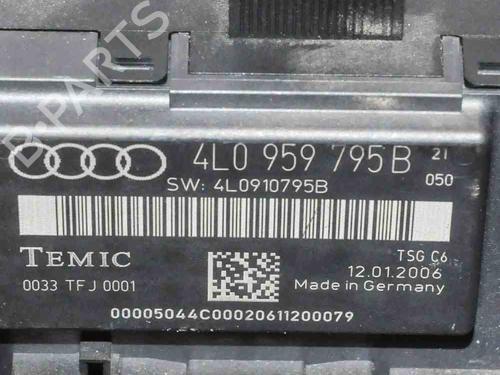 B-PARTS
4L0 959 795 B 21
050
SW: 4L0910795B
TEMIC
TSG C6
12.01.2006
0033 TFJ 0001
Made in Germany
00005044C00020611200079